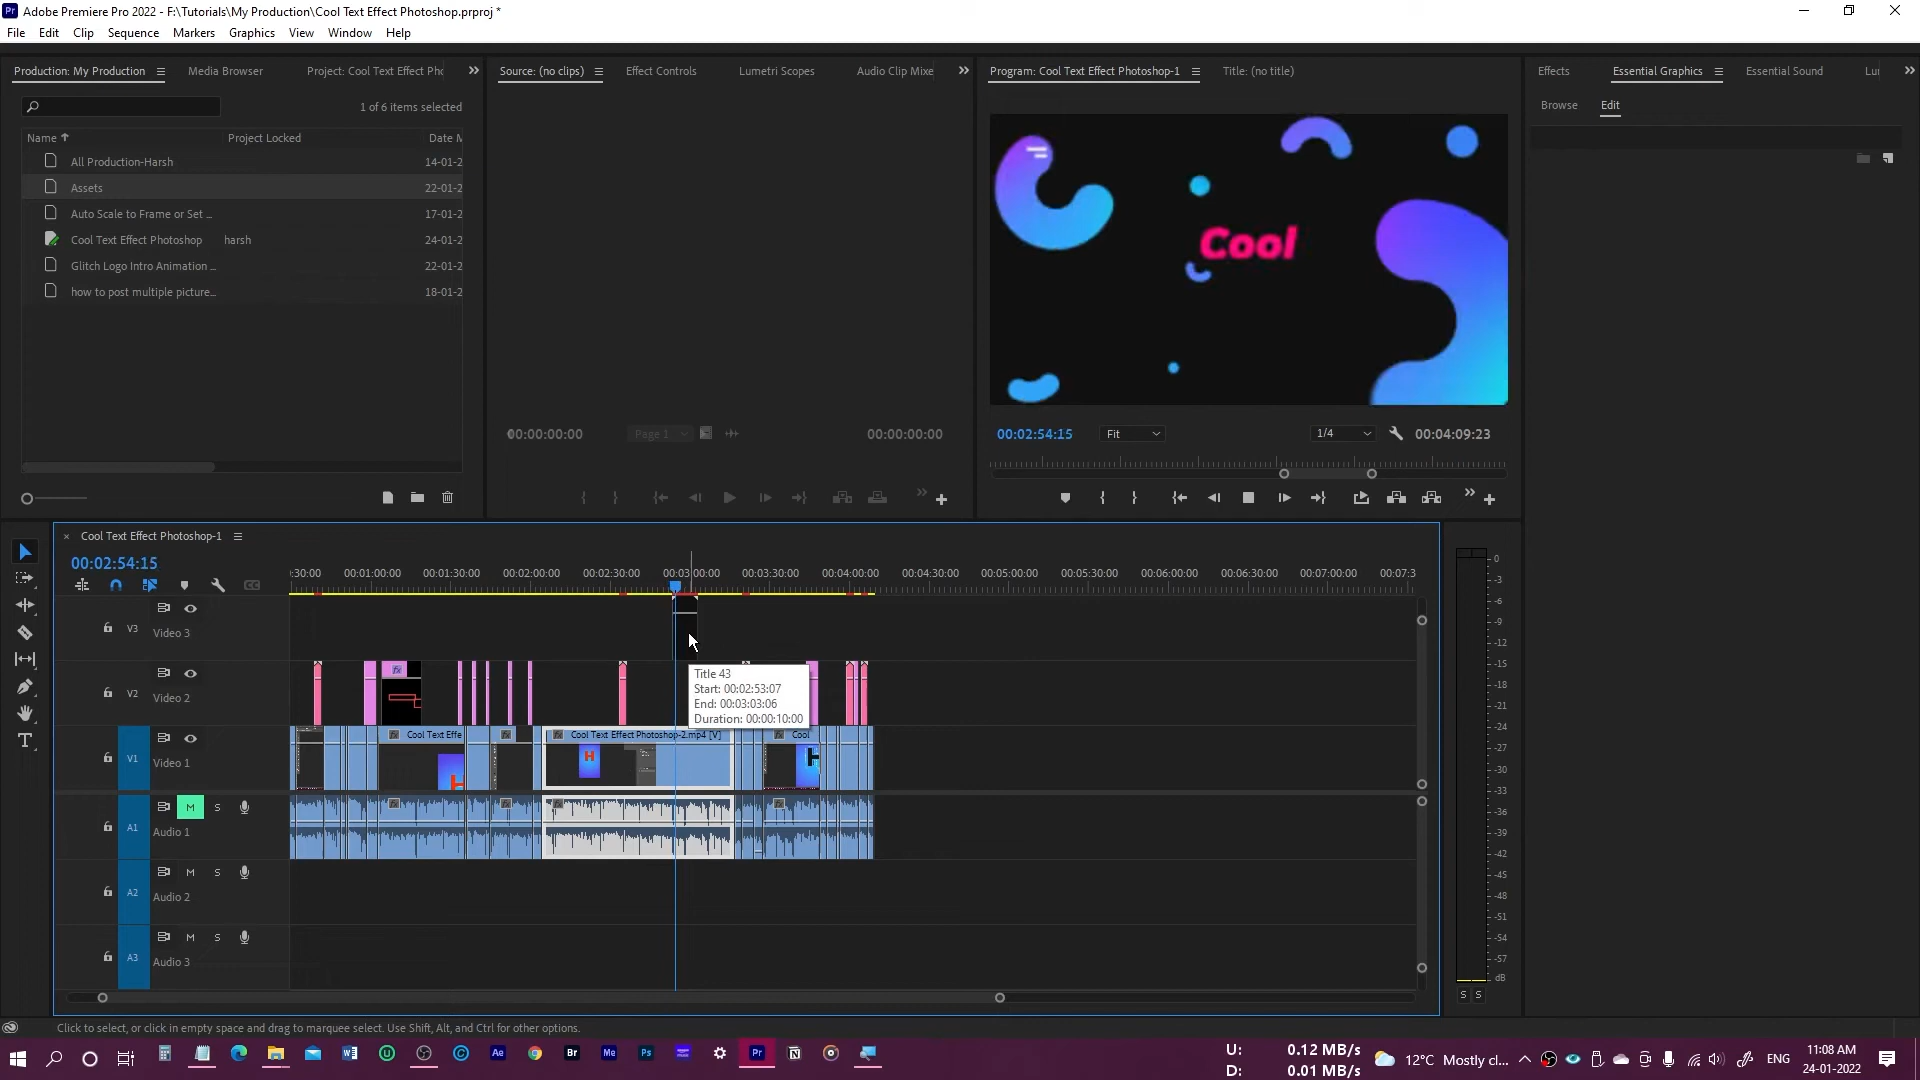 Pr Adobe Premiere Pro 2022 - F:\Tutorials\My Production\Cool Text Effect Photoshop.prproj *
File Edit Clip Sequence Markers Graphics View Window Help
Production: My Production
Media Browser
Project: Cool Text Effect Pho
1 of 6 items selected
Name
Project Locked
Date M
All Production-Harsh 14-01-2
Assets 22-01-2
Auto Scale to Frame or Set ... 17-01-2
Cool Text Effect Photoshop harsh 24-01-2
Glitch Logo Intro Animation ... 22-01-2
how to post multiple picture... 18-01-2
Source: (no clips)
Effect Controls
Lumetri Scopes
Audio Clip Mixe
00:00:00:00
Page 1
00:00:00:00
Program: Cool Text Effect Photoshop-1
Title: (no title)
Cool
00:02:54:15
Fit
1/4
00:04:09:23
Effects
Essential Graphics
Essential Sound
Lu
Browse
Edit
× Cool Text Effect Photoshop-1
00:02:54:15
:30:00 00:01:00:00 00:01:30:00 00:02:00:00 00:02:30:00 00:03:00:00 00:03:30:00 00:04:00:00 00:04:30:00 00:05:00:00 00:05:30:00 00:06:00:00 00:06:30:00 00:07:00:00 00:07:3
V3 Video 3
V2 Video 2
fx
Title 43
Start: 00:02:53:07
End: 00:03:03:06
Duration: 00:00:10:00
V1 Video 1
fx Cool Text Effe
fx
fx Cool Text Effect Photoshop-2.mp4 [V]
fx Cool
H
H
H
A1 M S
Audio 1
A2 M S
Audio 2
A3 M S
Audio 3
0
-3
-6
-9
-12
-15
-18
-21
-24
-27
-30
-33
-36
-39
-42
-45
-48
-51
-54
-57
dB
S S
Click to select, or click in empty space and drag to marquee select. Use Shift, Alt, and Ctrl for other options.
Ae
Br
Me
Ps
Pr
U: 0.12 MB/s
D: 0.01 MB/s
12°C Mostly cl...
ENG
11:08 AM
24-01-2022